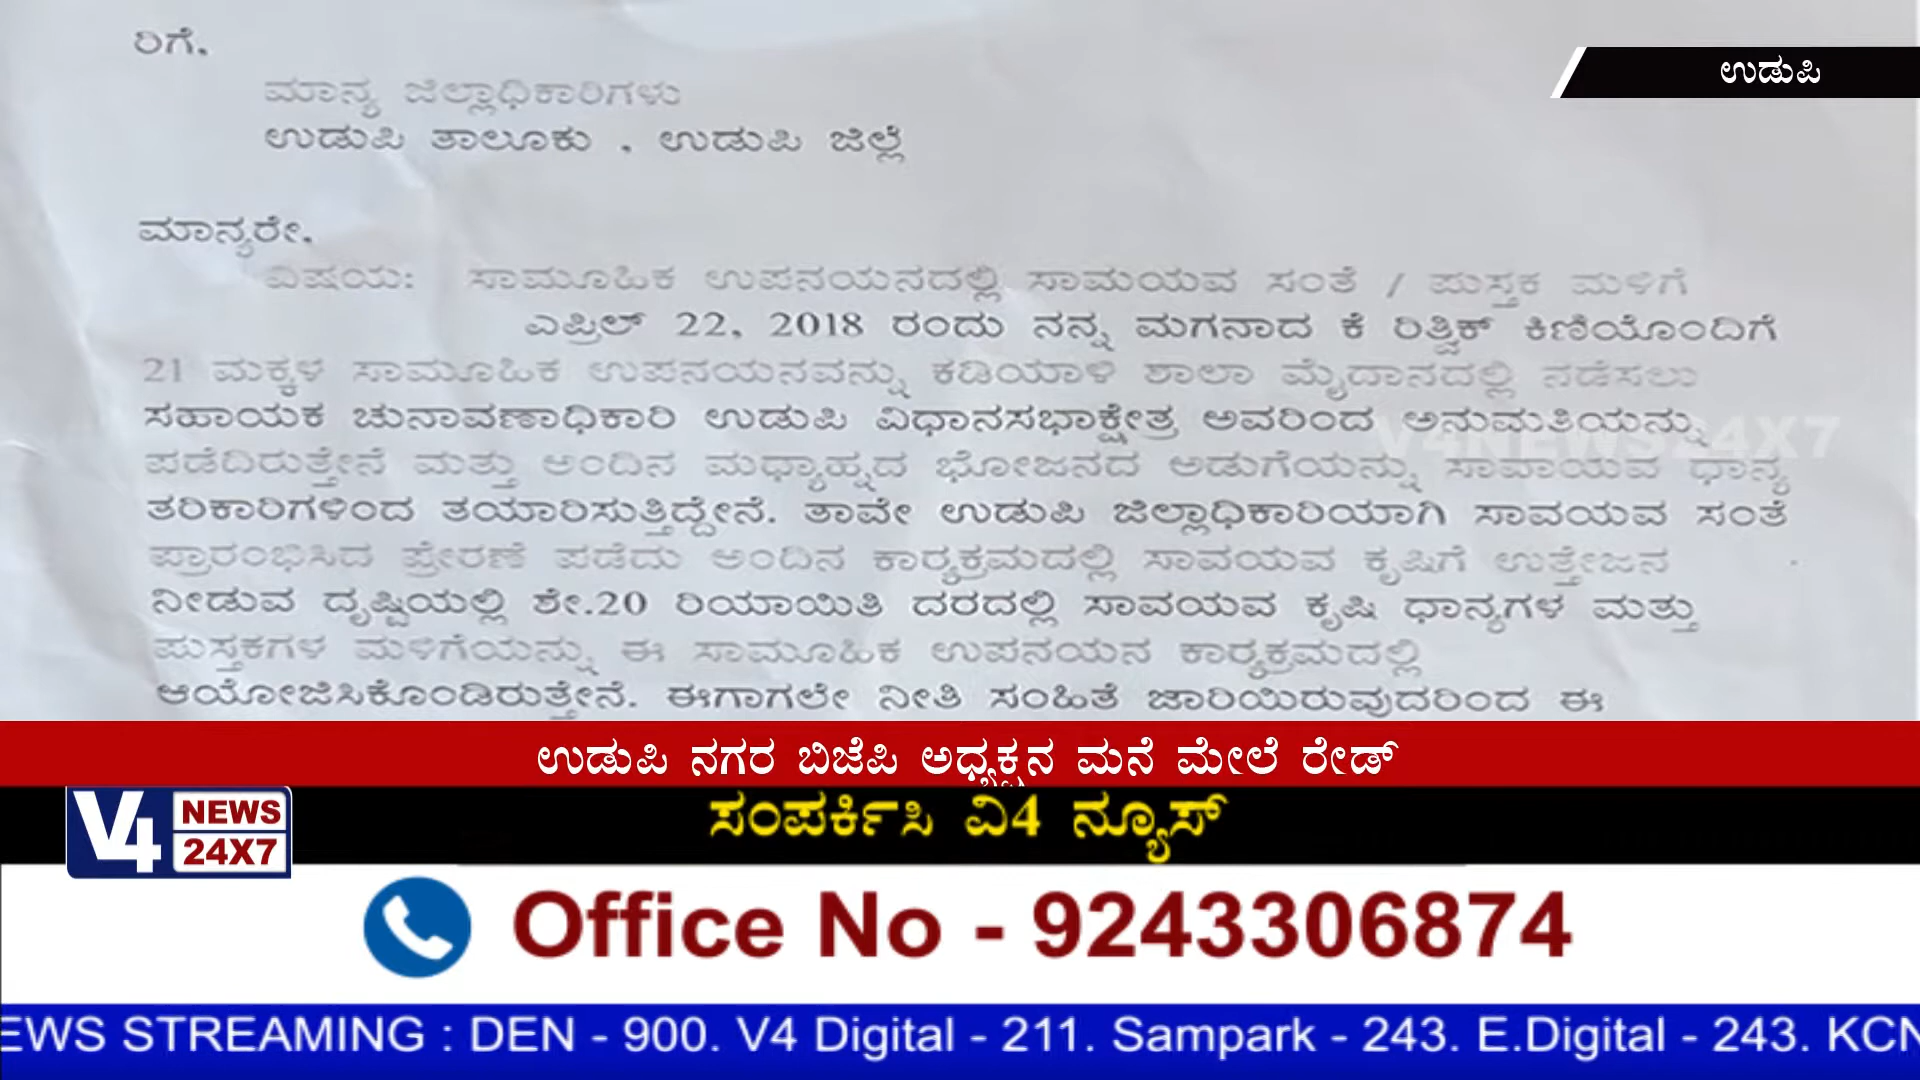 ರಿಗೆ.
ಉಡುಪಿ
ಮಾನ್ಯ ಜಿಲ್ಲಾಧಿಕಾರಿಗಳು
ಉಡುಪಿ ತಾಲೂಕು . ಉಡುಪಿ ಜಿಲ್ಲೆ
ಮಾನ್ಯರೇ.
ವಿಷಯ: ಸಾಮೂಹಿಕ ಉಪನಯನದಲ್ಲಿ ಸಾಮಯವ ಸಂತೆ / ಪುಸ್ತಕ ಮಳಿಗೆ
ಎಪ್ರಿಲ್ 22, 2018 ರಂದು ನನ್ನ ಮಗನಾದ ಕೆ ರಿತ್ವಿಕ್ ಕಿಣಿಯೊಂದಿಗೆ
21 ಮಕ್ಕಳ ಸಾಮೂಹಿಕ ಉಪನಯನವನ್ನು ಕಡಿಯಾಳಿ ಶಾಲಾ ಮೈದಾನದಲ್ಲಿ ನಡೆಸಲು
ಸಹಾಯಕ ಚುನಾವಣಾಧಿಕಾರಿ ಉಡುಪಿ ವಿಧಾನಸಭಾಕ್ಷೇತ್ರ ಅವರಿಂದ ಅನುಮತಿಯನ್ನು
V4NEWS24X7
ಪಡೆದಿರುತ್ತೇನೆ ಮತ್ತು ಅಂದಿನ ಮಧ್ಯಾಹ್ನದ ಭೋಜನದ ಅಡುಗೆಯನ್ನು ಸಾವಾಯವ ಧಾನ್ಯ
ತರಿಕಾರಿಗಳಿಂದ ತಯಾರಿಸುತ್ತಿದ್ದೇನೆ. ತಾವೇ ಉಡುಪಿ ಜಿಲ್ಲಾಧಿಕಾರಿಯಾಗಿ ಸಾವಯವ ಸಂತೆ
ಪ್ರಾರಂಭಿಸಿದ ಪ್ರೇರಣೆ ಪಡೆದು ಅಂದಿನ ಕಾರ್‍ಯಕ್ರಮದಲ್ಲಿ ಸಾವಯವ ಕೃಷಿಗೆ ಉತ್ತೇಜನ
ನೀಡುವ ದೃಷ್ಟಿಯಲ್ಲಿ ಶೇ.20 ರಿಯಾಯಿತಿ ದರದಲ್ಲಿ ಸಾವಯವ ಕೃಷಿ ಧಾನ್ಯಗಳ ಮತ್ತು
ಪುಸ್ತಕಗಳ ಮಳಿಗೆಯನ್ನು ಈ ಸಾಮೂಹಿಕ ಉಪನಯನ ಕಾರ್‍ಯಕ್ರಮದಲ್ಲಿ
ಆಯೋಜಿಸಿಕೊಂಡಿರುತ್ತೇನೆ. ಈಗಾಗಲೇ ನೀತಿ ಸಂಹಿತೆ ಜಾರಿಯಿರುವುದರಿಂದ ಈ
ಉಡುಪಿ ನಗರ ಬಿಜೆಪಿ ಅಧ್ಯಕ್ಷನ ಮನೆ ಮೇಲೆ ರೇಡ್
ಸಂಪರ್ಕಿಸಿ ವಿ4 ನ್ಯೂಸ್
V4 NEWS
24X7
Office No - 9243306874
EWS STREAMING : DEN - 900. V4 Digital - 211. Sampark - 243. E.Digital - 243. KCN